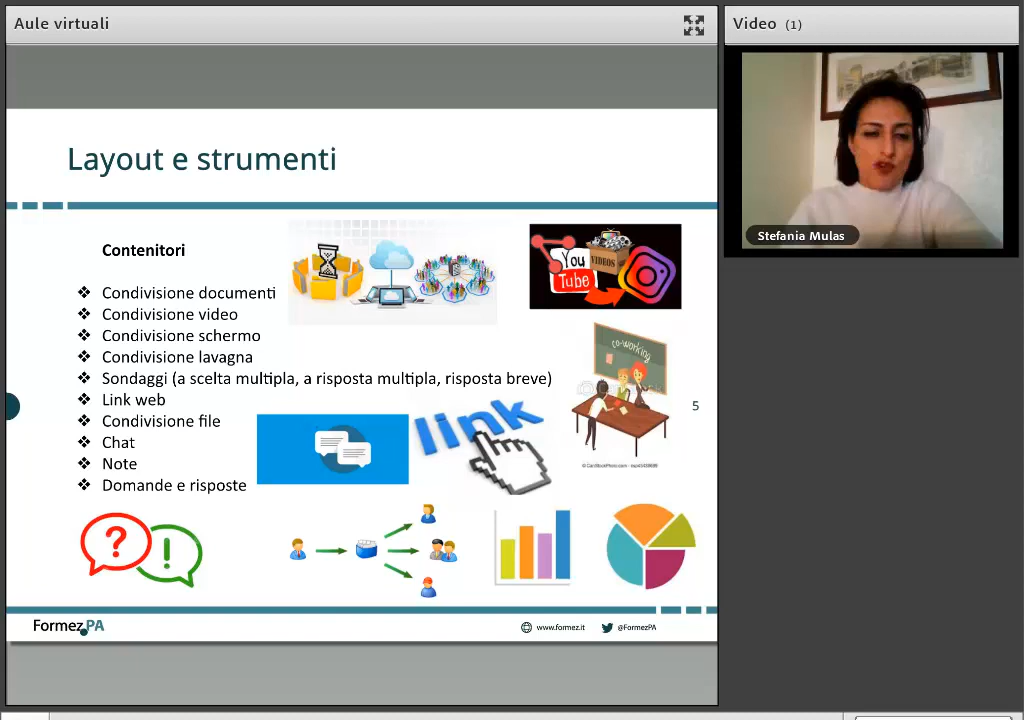 Aule virtuali
Video (1)
Stefania Mulas
Layout e strumenti
Contenitori
❖ Condivisione documenti
❖ Condivisione video
❖ Condivisione schermo
❖ Condivisione lavagna
❖ Sondaggi (a scelta multipla, a risposta multipla, risposta breve)
❖ Link web
❖ Condivisione file
❖ Chat
❖ Note
❖ Domande e risposte
You
Tube
VIDEOS
co-working
link
5
?
!
FormezPA
www.formez.it
@FormezPA